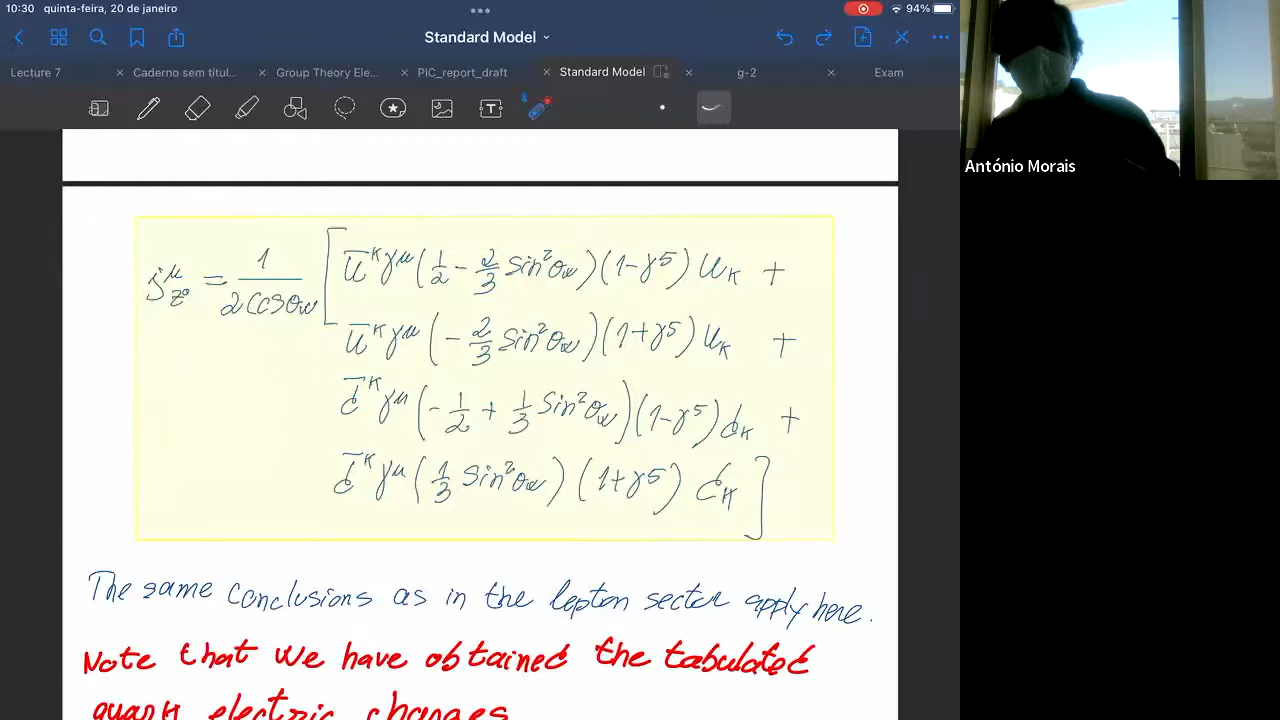 10:30 quinta-feira, 20 de janeiro
94%
Standard Model
Lecture 7
Caderno sem títul...
Group Theory Ele...
PIC_report_draft
Standard Model
g-2
Exam
António Morais
j^μ_{Z^0} = 1/(2 cosθ_w) [ ū^k γ^μ (1/2 - 2/3 sin²θ_w)(1-γ^5) u_k +
ū^k γ^μ (- 2/3 sin²θ_w)(1+γ^5) u_k +
d̄^k γ^μ (-1/2 + 1/3 sin²θ_w)(1-γ^5) d_k +
d̄^k γ^μ (1/3 sin²θ_w)(1+γ^5) d_k ]
The same conclusions as in the lepton sector apply here.
Note that we have obtained the tabulated
quark electric charges